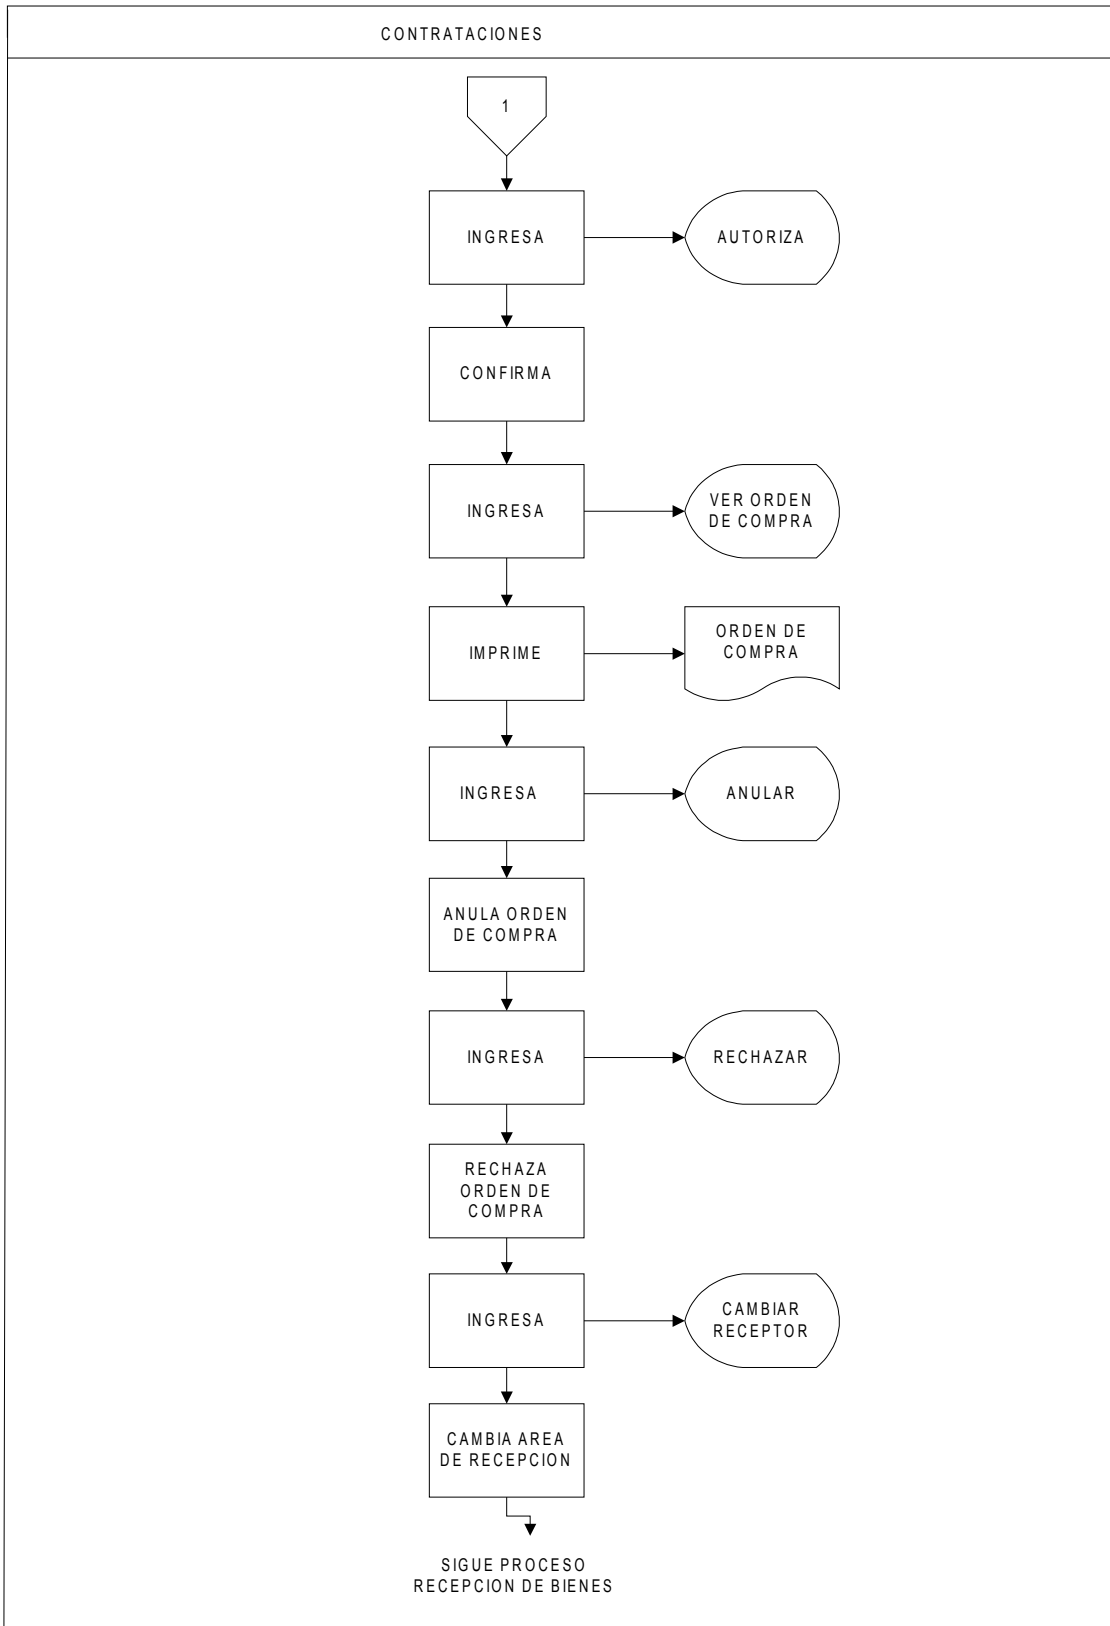 CONTRATACIONES
1
INGRESA
AUTORIZA
CONFIRMA
INGRESA
VER ORDEN
DE COMPRA
IMPRIME
ORDEN DE
COMPRA
INGRESA
ANULAR
ANULA ORDEN
DE COMPRA
INGRESA
RECHAZAR
RECHAZA
ORDEN DE
COMPRA
INGRESA
CAMBIAR
RECEPTOR
CAMBIA AREA
DE RECEPCION
SIGUE PROCESO
RECEPCION DE BIENES